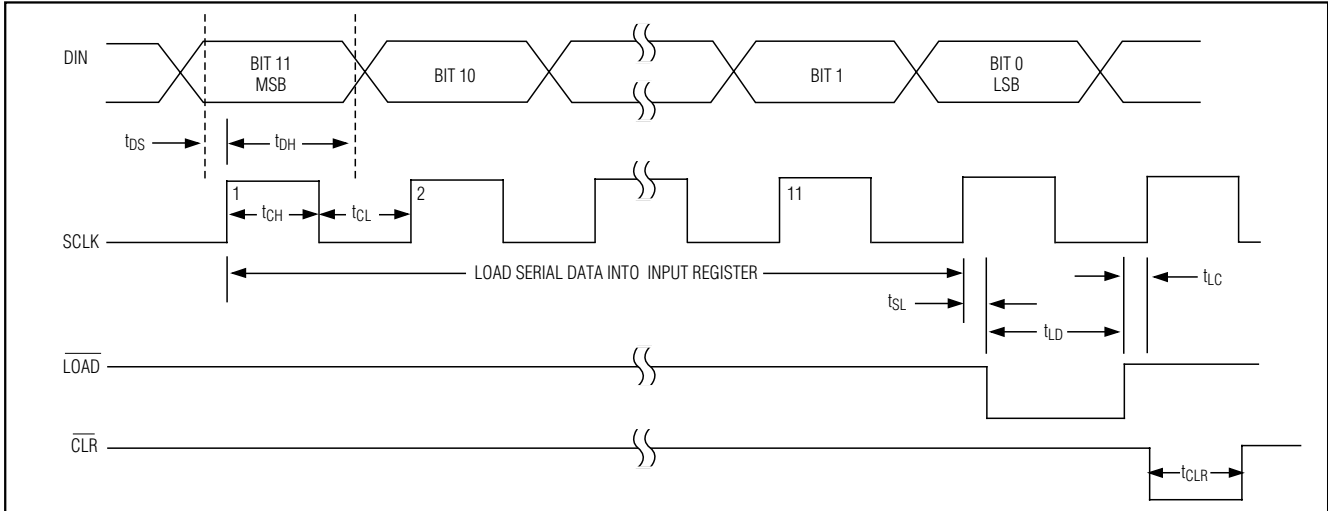 DIN
BIT 11
MSB
BIT 10
BIT 1
BIT 0
LSB
tDS
tDH
1
2
11
tCH
tCL
SCLK
LOAD SERIAL DATA INTO INPUT REGISTER
tLC
tSL
tLD
LOAD
CLR
tCLR